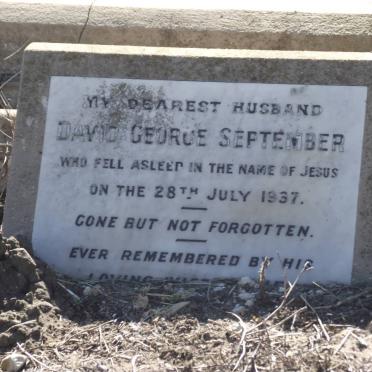 MY DEAREST HUSBAND
DAVID GEORGE SEPTEMBER
WHO FELL ASLEEP IN THE NAME OF JESUS
ON THE 28TH JULY 1937.
GONE BUT NOT FORGOTTEN.
EVER REMEMBERED BY HIS
LOVING